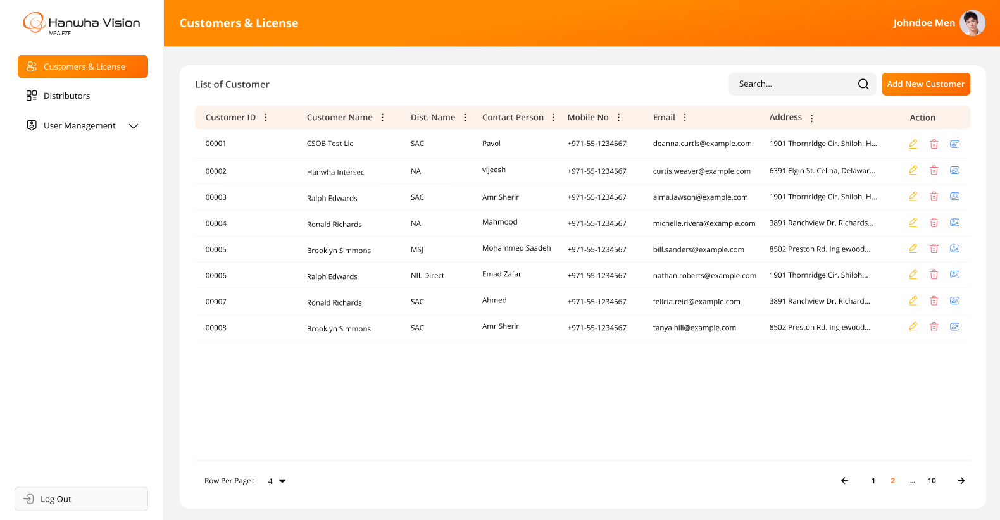 Hanwha Vision
MEA FZE
Customers & License
Distributors
User Management
Log Out
Customers & License
Johndoe Men
List of Customer
Search...
Add New Customer
Customer ID Customer Name Dist. Name Contact Person Mobile No Email Address Action
00001 CSOB Test Lic SAC Pavol +971-55-1234567 deanna.curtis@example.com 1901 Thornridge Cir. Shiloh, H...
00002 Hanwha Intersec NA vijeesh +971-55-1234567 curtis.weaver@example.com 6391 Elgin St. Celina, Delawar...
00003 Ralph Edwards SAC Amr Sherir +971-55-1234567 alma.lawson@example.com 1901 Thornridge Cir. Shiloh, H...
00004 Ronald Richards NA Mahmood +971-55-1234567 michelle.rivera@example.com 3891 Ranchview Dr. Richards...
00005 Brooklyn Simmons MSJ Mohammed Saadeh +971-55-1234567 bill.sanders@example.com 8502 Preston Rd. Inglewood...
00006 Ralph Edwards NIL Direct Emad Zafar +971-55-1234567 nathan.roberts@example.com 1901 Thornridge Cir. Shiloh...
00007 Ronald Richards SAC Ahmed +971-55-1234567 felicia.reid@example.com 3891 Ranchview Dr. Richard...
00008 Brooklyn Simmons SAC Amr Sherir +971-55-1234567 tanya.hill@example.com 8502 Preston Rd. Inglewood...
Row Per Page : 4
1 2 ... 10